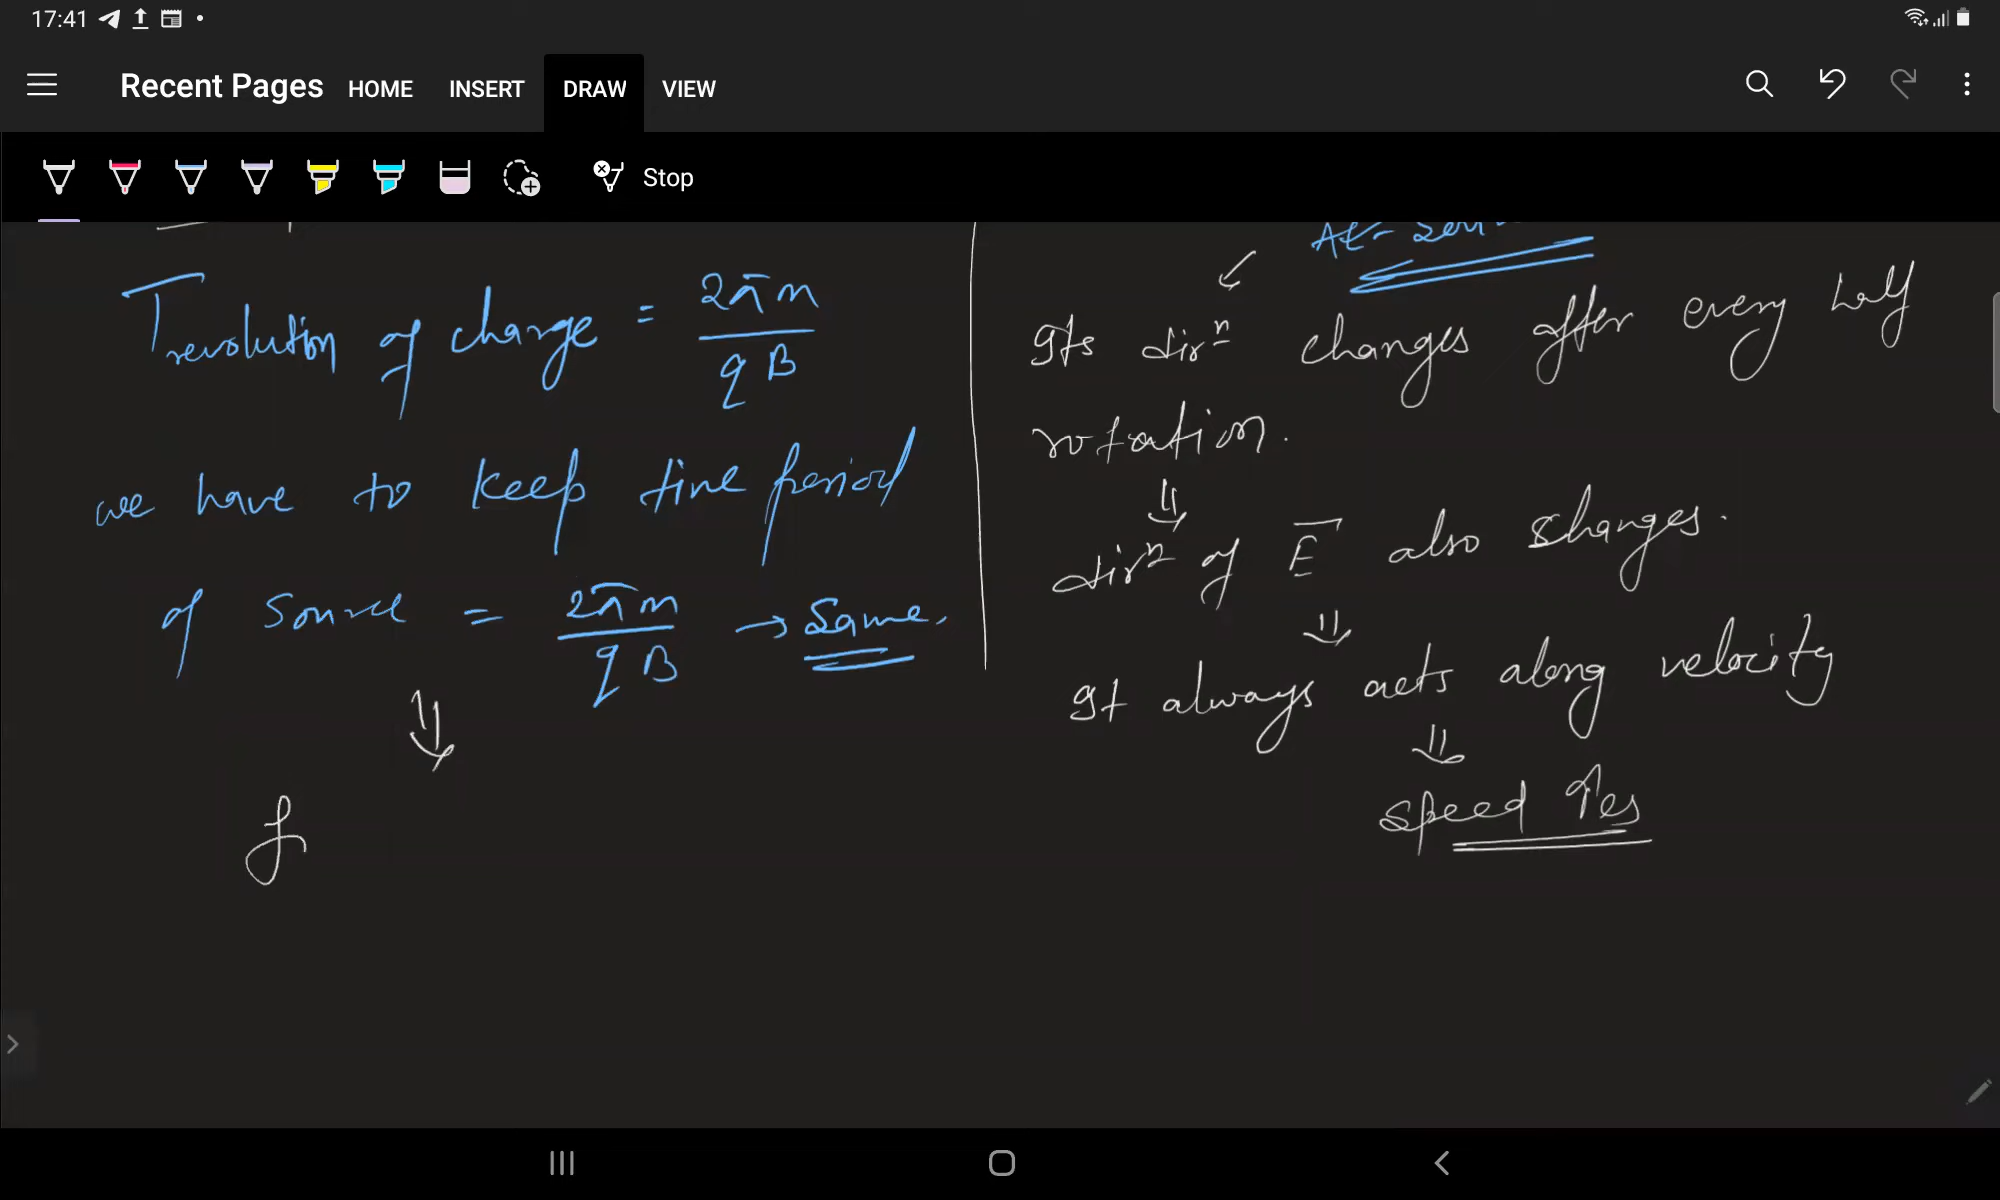 17:41
Recent Pages HOME INSERT DRAW VIEW
Stop
T revolution of charge = 2πm / qB
we have to keep time period
of source = 2πm / qB → Same.
⇓
f
AC-
↙
Its dirⁿ changes after every half
rotation.
⇓
dirⁿ of E⃗ also changes.
⇓
It always acts along velocity
⇓
speed ↑es